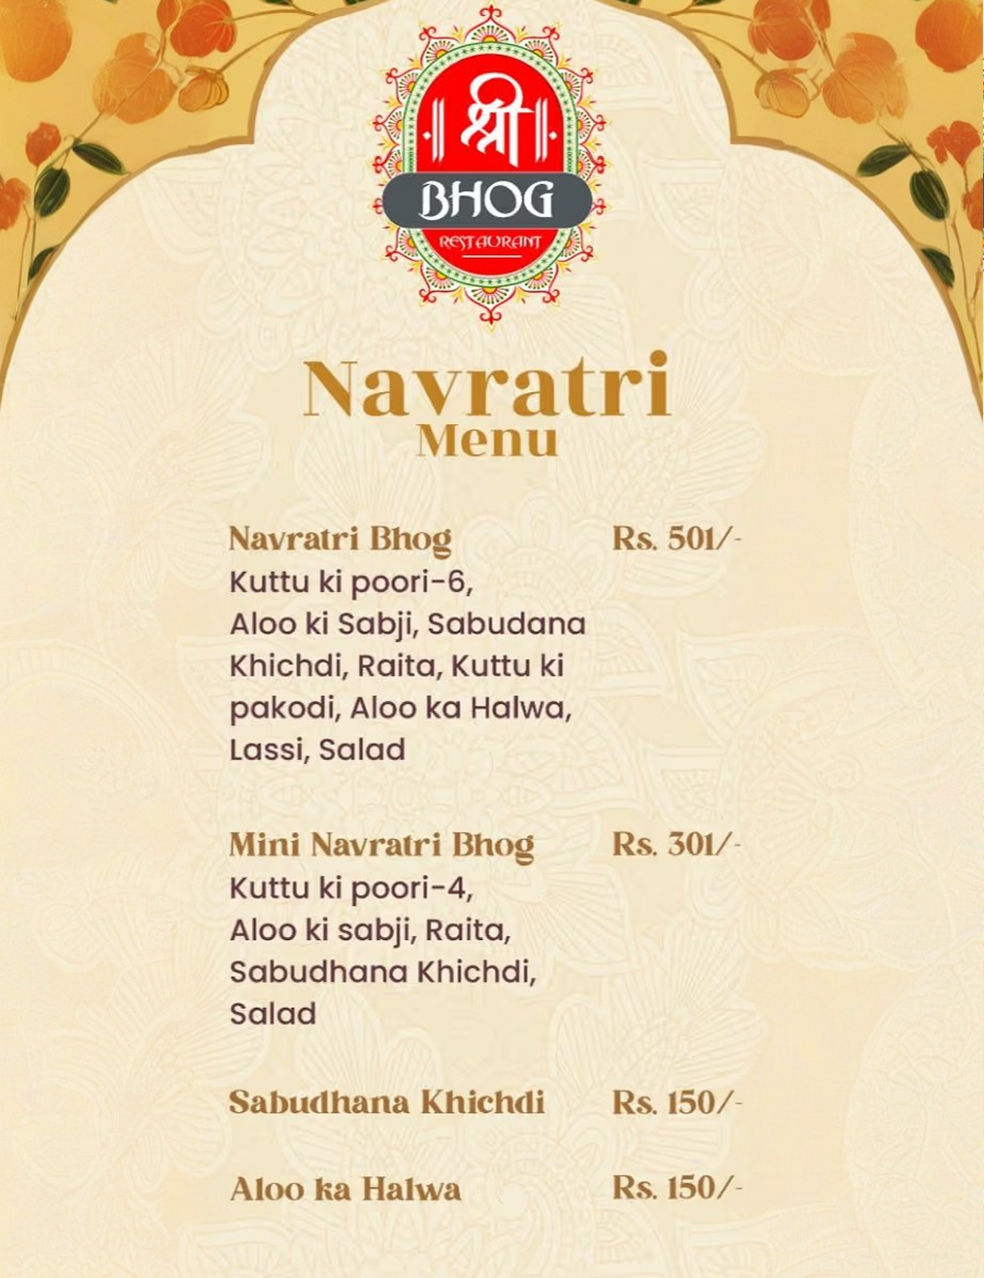 ॥ श्री ॥
BHOG
RESTAURANT
Navratri
Menu
Navratri Bhog Rs. 501/-
Kuttu ki poori-6,
Aloo ki Sabji, Sabudana
Khichdi, Raita, Kuttu ki
pakodi, Aloo ka Halwa,
Lassi, Salad
Mini Navratri Bhog Rs. 301/-
Kuttu ki poori-4,
Aloo ki sabji, Raita,
Sabudhana Khichdi,
Salad
Sabudhana Khichdi Rs. 150/-
Aloo ka Halwa Rs. 150/-